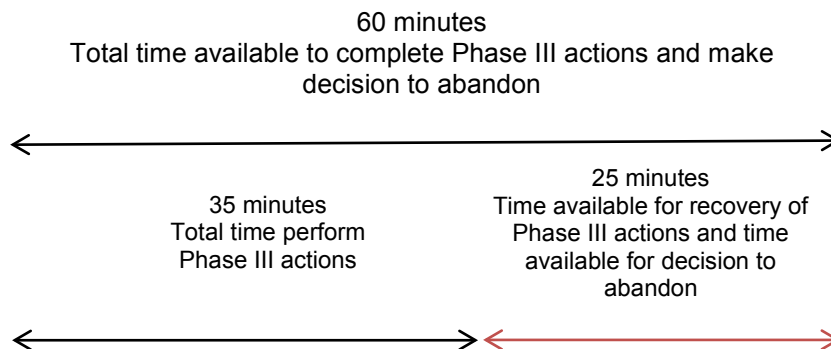 60 minutes
Total time available to complete Phase III actions and make
decision to abandon
35 minutes
Total time perform
Phase III actions
25 minutes
Time available for recovery of
Phase III actions and time
available for decision to
abandon